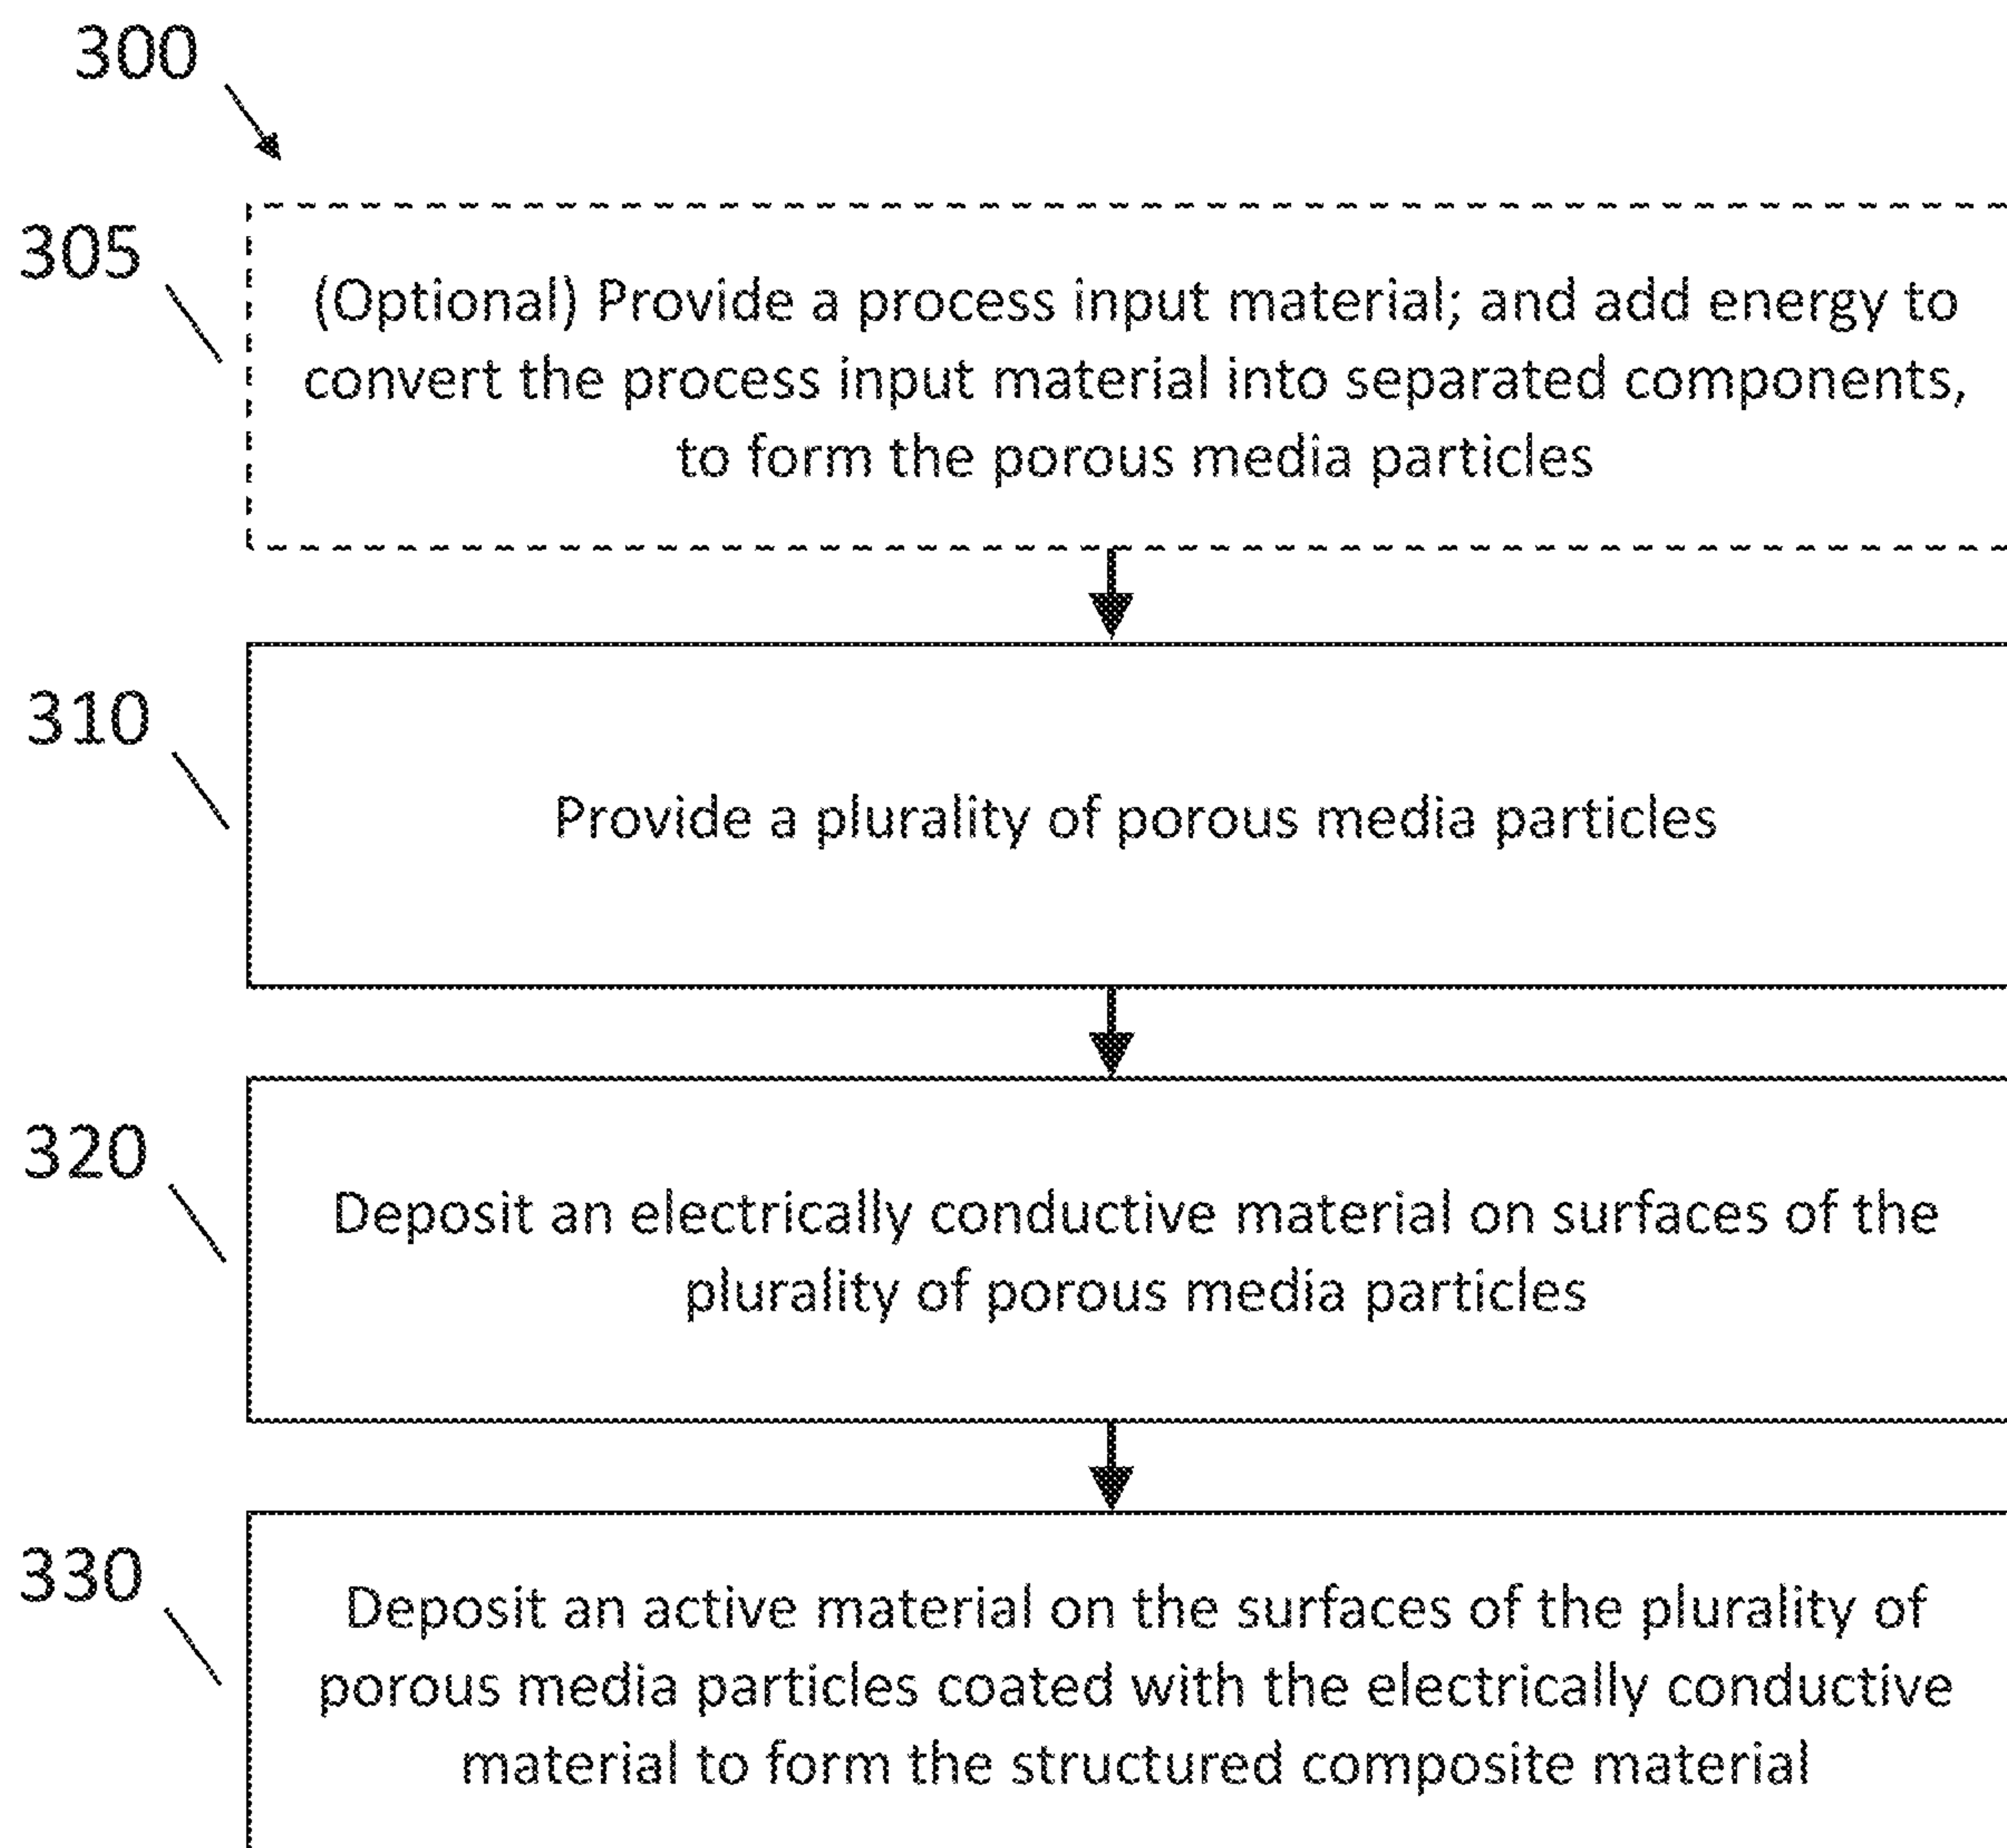 300
305
(Optional) Provide a process input material; and add energy to
convert the process input material into separated components,
to form the porous media particles
310
Provide a plurality of porous media particles
320
Deposit an electrically conductive material on surfaces of the
plurality of porous media particles
330
Deposit an active material on the surfaces of the plurality of
porous media particles coated with the electrically conductive
material to form the structured composite material